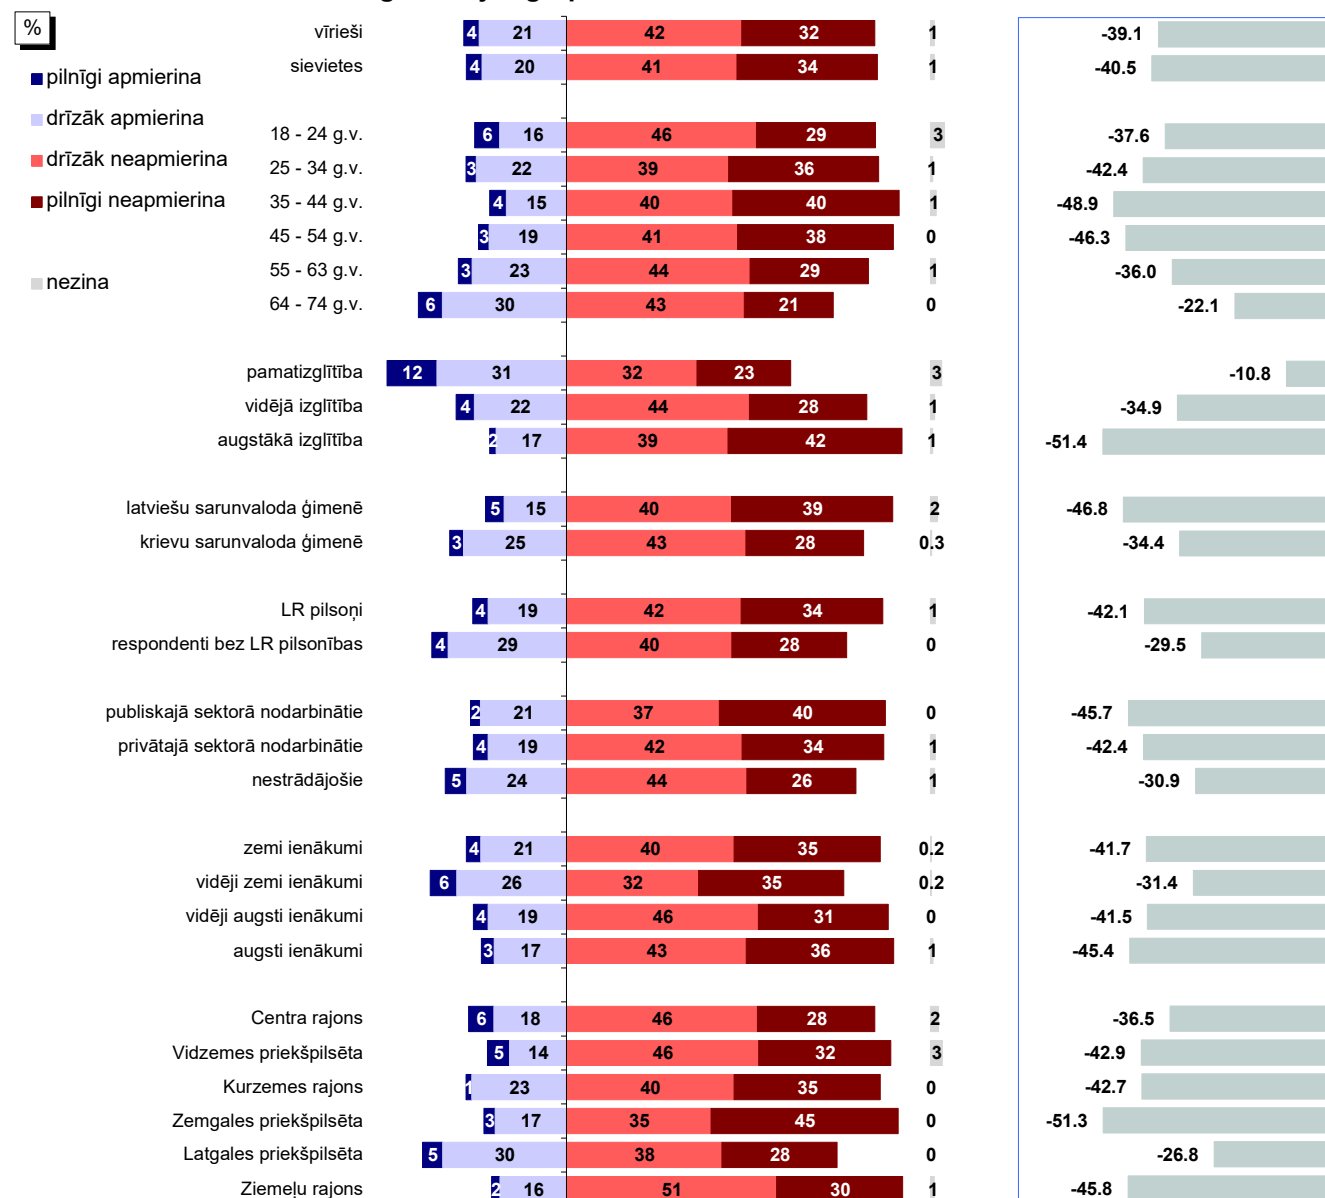 %
pilnīgi apmierina
drīzāk apmierina
drīzāk neapmierina
pilnīgi neapmierina
nezina
vīrieši 4 21 42 32 1 -39.1
sievietes 4 20 41 34 1 -40.5
18 - 24 g.v. 6 16 46 29 3 -37.6
25 - 34 g.v. 3 22 39 36 1 -42.4
35 - 44 g.v. 4 15 40 40 1 -48.9
45 - 54 g.v. 3 19 41 38 0 -46.3
55 - 63 g.v. 3 23 44 29 1 -36.0
64 - 74 g.v. 6 30 43 21 0 -22.1
pamatizglītība 12 31 32 23 3 -10.8
vidējā izglītība 4 22 44 28 1 -34.9
augstākā izglītība 2 17 39 42 1 -51.4
latviešu sarunvaloda ģimenē 5 15 40 39 2 -46.8
krievu sarunvaloda ģimenē 3 25 43 28 0.3 -34.4
LR pilsoņi 4 19 42 34 1 -42.1
respondenti bez LR pilsonības 4 29 40 28 0 -29.5
publiskajā sektorā nodarbinātie 2 21 37 40 0 -45.7
privātajā sektorā nodarbinātie 4 19 42 34 1 -42.4
nestrādājošie 5 24 44 26 1 -30.9
zemi ienākumi 4 21 40 35 0.2 -41.7
vidēji zemi ienākumi 6 26 32 35 0.2 -31.4
vidēji augsti ienākumi 4 19 46 31 0 -41.5
augsti ienākumi 3 17 43 36 1 -45.4
Centra rajons 6 18 46 28 2 -36.5
Vidzemes priekšpilsēta 5 14 46 32 3 -42.9
Kurzemes rajons 1 23 40 35 0 -42.7
Zemgales priekšpilsēta 3 17 35 45 0 -51.3
Latgales priekšpilsēta 5 30 38 28 0 -26.8
Ziemeļu rajons 2 16 51 30 1 -45.8